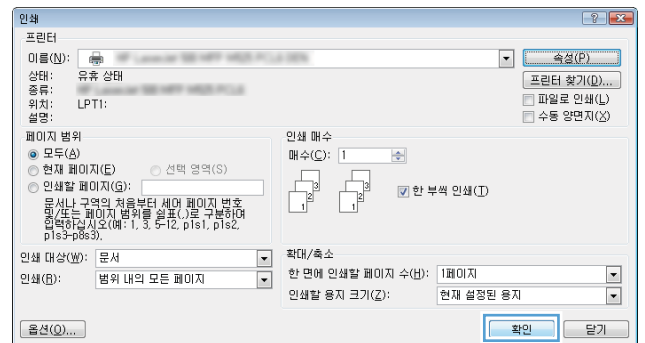 인쇄
프린터
이름(N):
속성(P)
상태: 유휴 상태
프린터 찾기(D)...
종류:
파일로 인쇄(L)
위치: LPT1:
수동 양면지(X)
설명:
페이지 범위
인쇄 매수
모두(A)
매수(C): 1
현재 페이지(E) 선택 영역(S)
인쇄할 페이지(G):
한 부씩 인쇄(T)
문서나 구역의 처음부터 세어 페이지 번호
및/또는 페이지 범위를 쉼표(,)로 구분하여
입력하십시오(예: 1, 3, 5-12, p1s1, p1s2,
p1s3-p8s3).
1 2 3
1 2 3
인쇄 대상(W): 문서
확대/축소
인쇄(R): 범위 내의 모든 페이지
한 면에 인쇄할 페이지 수(H): 1페이지
인쇄할 용지 크기(Z): 현재 설정된 용지
옵션(O)...
확인
닫기